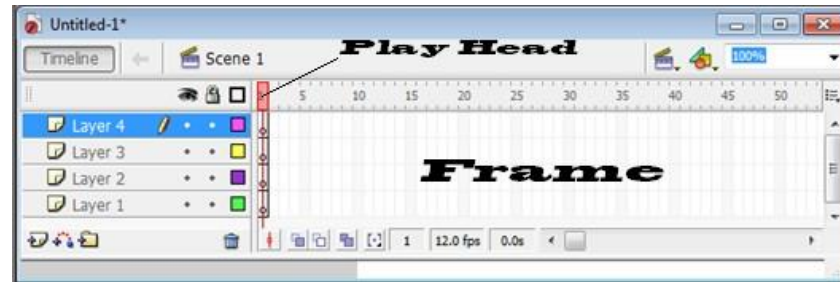 Untitled-1*
Timeline Scene 1 Play Head 100%
5 10 15 20 25 30 35 40 45 50
Layer 4
Layer 3
Layer 2
Layer 1
Frame
1 12.0 fps 0.0s